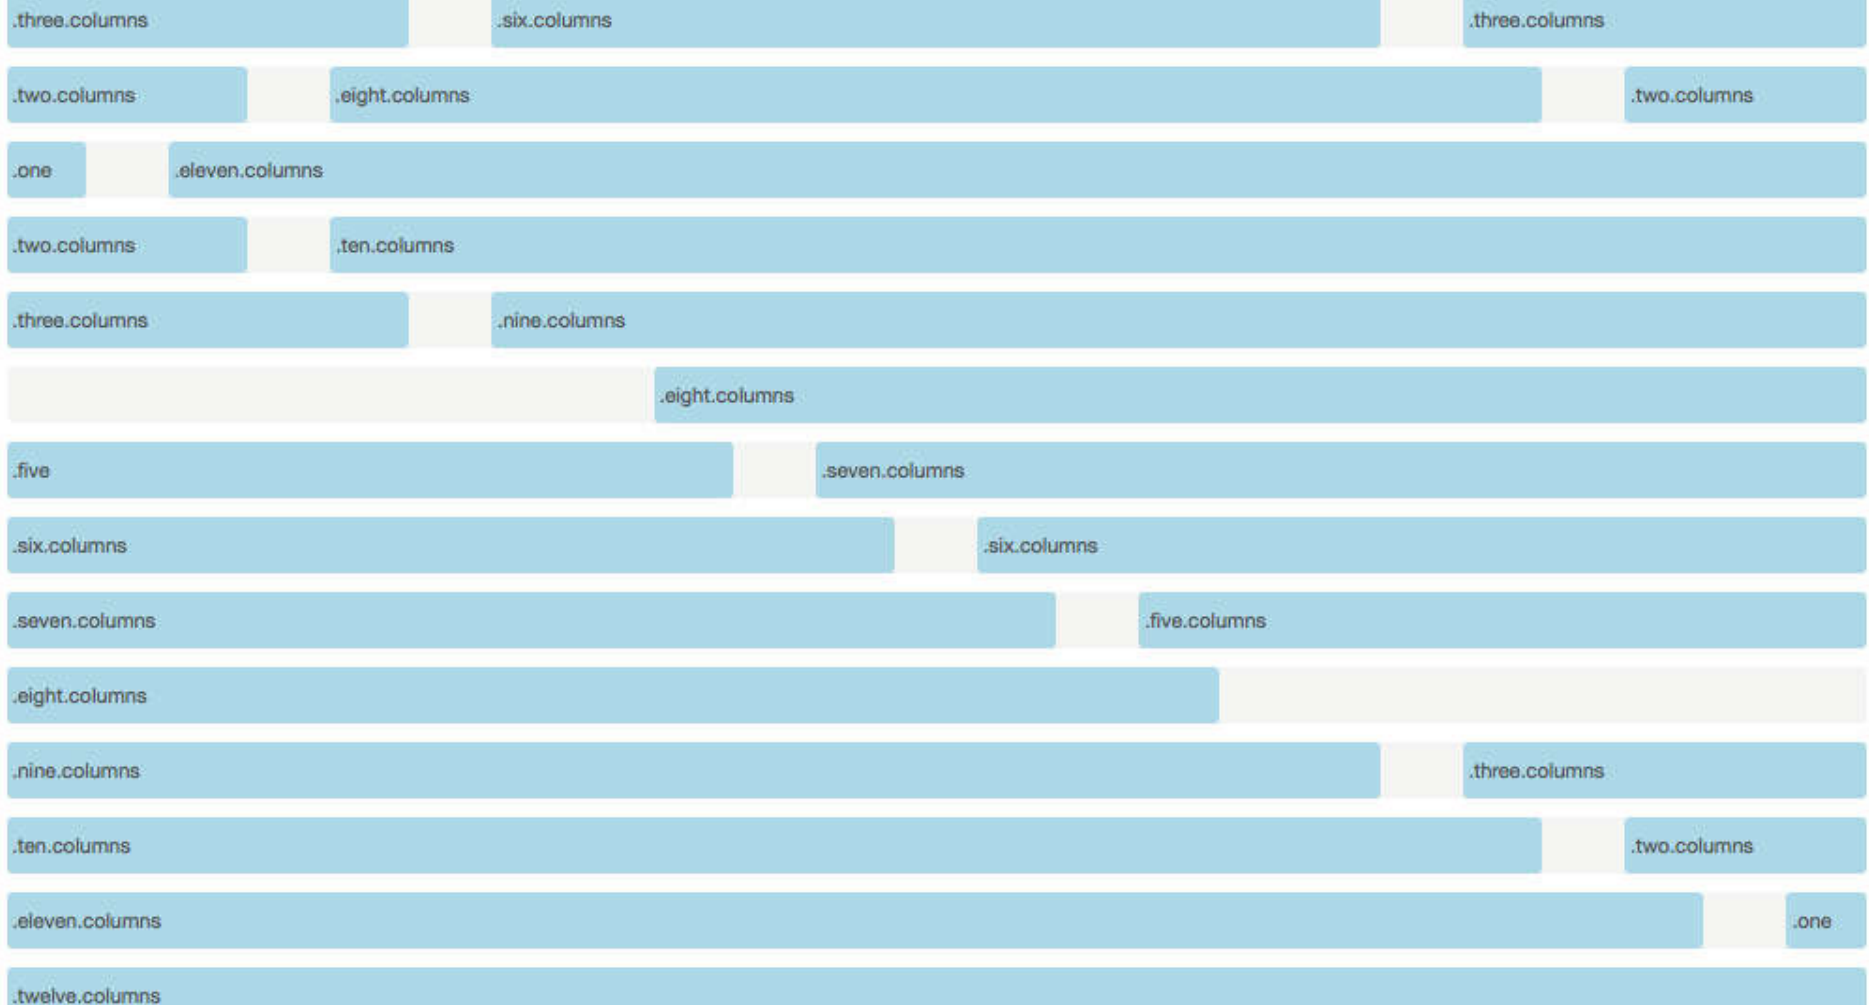 .three.columns .six.columns .three.columns
.two.columns .eight.columns .two.columns
.one .eleven.columns
.two.columns .ten.columns
.three.columns .nine.columns
.eight.columns
.five .seven.columns
.six.columns .six.columns
.seven.columns .five.columns
.eight.columns
.nine.columns .three.columns
.ten.columns .two.columns
.eleven.columns .one
.twelve.columns